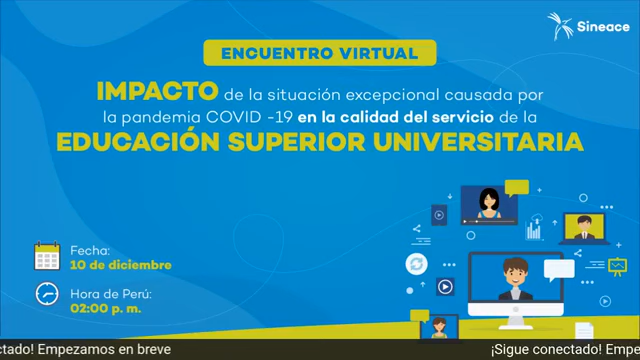 Sineace
ENCUENTRO VIRTUAL
IMPACTO de la situación excepcional causada por
la pandemia COVID -19 en la calidad del servicio de la
EDUCACIÓN SUPERIOR UNIVERSITARIA
Fecha:
10 de diciembre
Hora de Perú:
02:00 p. m.
ctado! Empezamos en breve
¡Sigue conectado! Empe